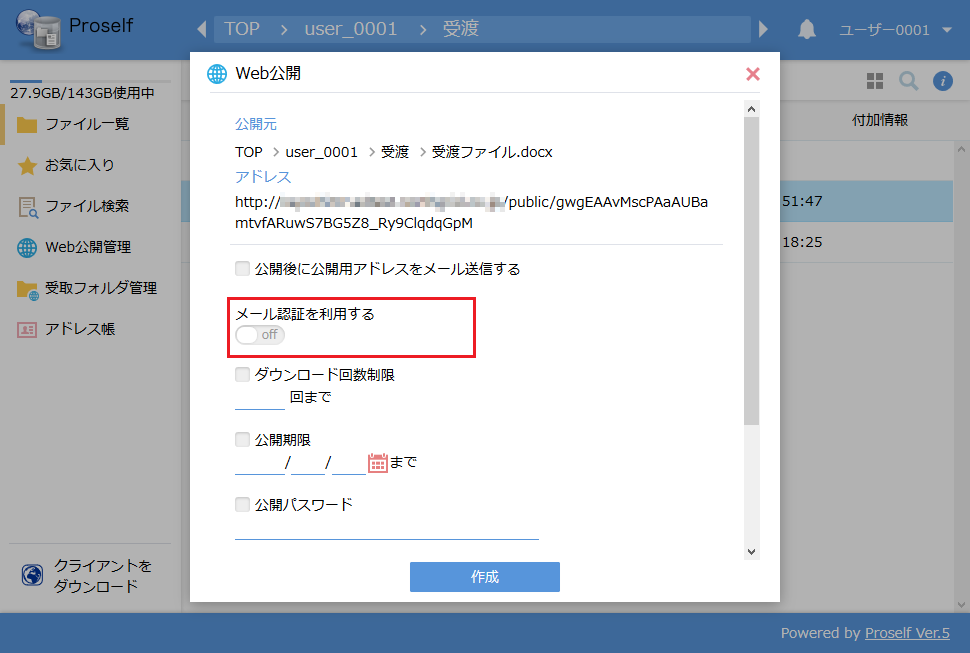 Proself
TOP > user_0001 > 受渡
ユーザー0001
27.9GB/143GB使用中
ファイル一覧
お気に入り
ファイル検索
Web公開管理
受取フォルダ管理
アドレス帳
クライアントを
ダウンロード
付加情報
51:47
18:25
Web公開
公開元
TOP > user_0001 > 受渡 > 受渡ファイル.docx
アドレス
http:// /public/gwgEAAvMscPAaAUBa
mtvfARuwS7BG5Z8_Ry9ClqdqGpM
公開後に公開用アドレスをメール送信する
メール認証を利用する
off
ダウンロード回数制限
回まで
公開期限
/ / まで
公開パスワード
作成
Powered by Proself Ver.5